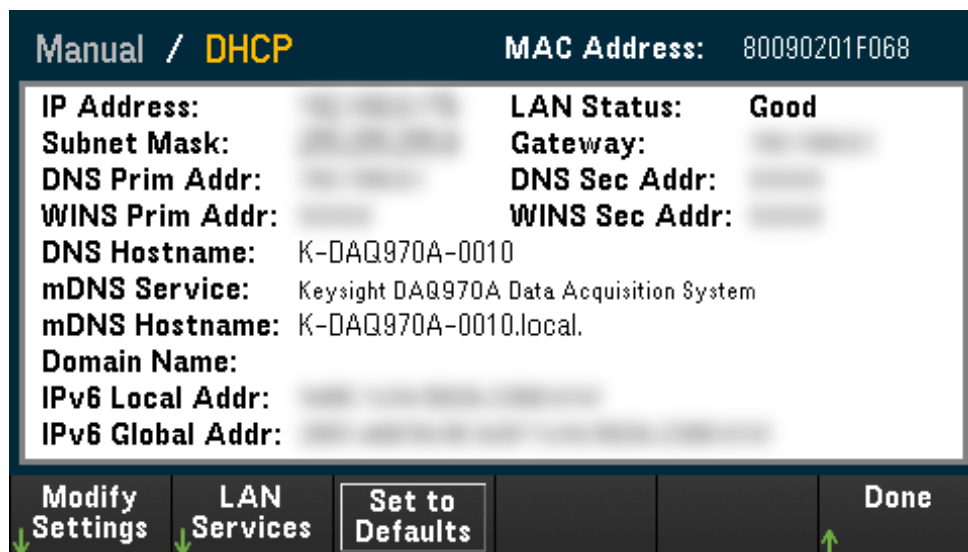 Manual / DHCP MAC Address: 80090201F068
IP Address: LAN Status: Good
Subnet Mask: Gateway:
DNS Prim Addr: DNS Sec Addr:
WINS Prim Addr: WINS Sec Addr:
DNS Hostname: K-DAQ970A-0010
mDNS Service: Keysight DAQ970A Data Acquisition System
mDNS Hostname: K-DAQ970A-0010.local.
Domain Name:
IPv6 Local Addr:
IPv6 Global Addr:
Modify Settings
LAN Services
Set to Defaults
Done